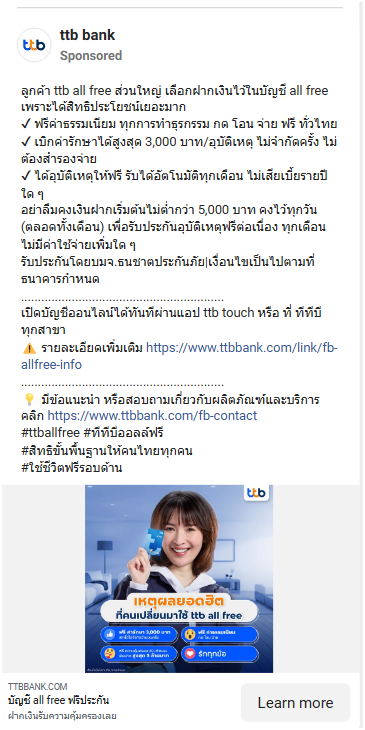 ttb bank
Sponsored
ttb
ลูกค้า ttb all free ส่วนใหญ่ เลือกฝากเงินไว้ในบัญชี all free
เพราะได้สิทธิประโยชน์เยอะมาก
✓ ฟรีค่าธรรมเนียม ทุกการทำธุรกรรม กด โอน จ่าย ฟรี ทั่วไทย
✓ เบิกค่ารักษาได้สูงสุด 3,000 บาท/อุบัติเหตุ ไม่จำกัดครั้ง ไม่
ต้องสำรองจ่าย
✓ ได้อุบัติเหตุให้ฟรี รับได้อัตโนมัติทุกเดือน ไม่เสียเบี้ยรายปี
ใด ๆ
อย่าลืมคงเงินฝากเริ่มต้นไม่ต่ำกว่า 5,000 บาท คงไว้ทุกวัน
(ตลอดทั้งเดือน) เพื่อรับประกันอุบัติเหตุฟรีต่อเนื่อง ทุกเดือน
ไม่มีค่าใช้จ่ายเพิ่มใด ๆ
รับประกันโดยบมจ.ธนชาตประกันภัย|เงื่อนไขเป็นไปตามที่
ธนาคารกำหนด
............................................................
เปิดบัญชีออนไลน์ได้ทันทีผ่านแอป ttb touch หรือ ที่ ทีทีบี
ทุกสาขา
⚠️ รายละเอียดเพิ่มเติม https://www.ttbbank.com/link/fb-
allfree-info
............................................................
💡 มีข้อแนะนำ หรือสอบถามเกี่ยวกับผลิตภัณฑ์และบริการ
คลิก https://www.ttbbank.com/fb-contact
#ttballfree #ทีทีบีออลล์ฟรี
#สิทธิขั้นพื้นฐานให้คนไทยทุกคน
#ใช้ชีวิตฟรีรอบด้าน
ttb
เหตุผลยอดฮิต
ที่คนเปลี่ยนมาใช้ ttb all free
ฟรี ค่ารักษา 3,000 บาท
ฟรี ค่าธรรมเนียม
กด โอน จ่าย
สูงสุด
ล้านบาท
รักทุกข้อ
TTBBANK.COM
บัญชี all free ฟรีประกัน
ฝากเงินรับความคุ้มครองเลย
Learn more